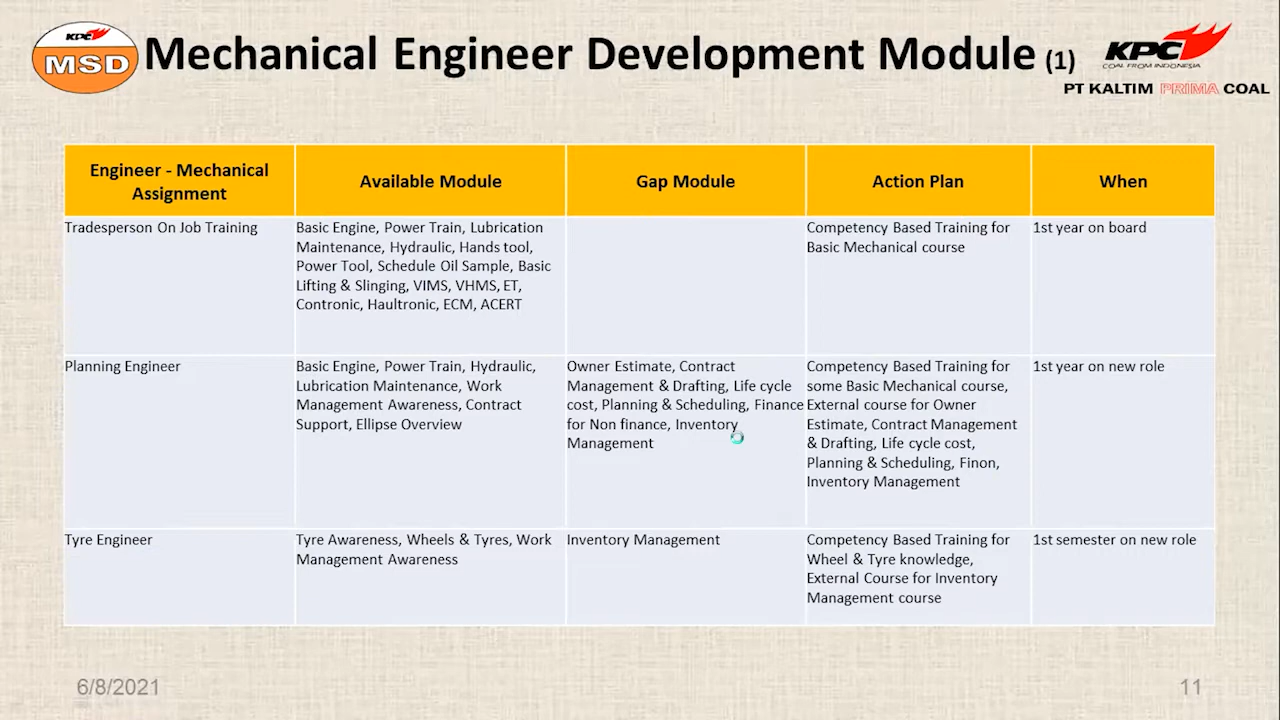 KPC
MSD
Mechanical Engineer Development Module (1)
KPC
COAL FROM INDONESIA
PT KALTIM PRIMA COAL
Engineer - Mechanical
Assignment
Available Module
Gap Module
Action Plan
When
Tradesperson On Job Training
Basic Engine, Power Train, Lubrication
Maintenance, Hydraulic, Hands tool,
Power Tool, Schedule Oil Sample, Basic
Lifting & Slinging, VIMS, VHMS, ET,
Contronic, Haultronic, ECM, ACERT
Competency Based Training for
Basic Mechanical course
1st year on board
Planning Engineer
Basic Engine, Power Train, Hydraulic,
Lubrication Maintenance, Work
Management Awareness, Contract
Support, Ellipse Overview
Owner Estimate, Contract
Management & Drafting, Life cycle
cost, Planning & Scheduling, Finance
for Non finance, Inventory
Management
Competency Based Training for
some Basic Mechanical course,
External course for Owner
Estimate, Contract Management
& Drafting, Life cycle cost,
Planning & Scheduling, Finon,
Inventory Management
1st year on new role
Tyre Engineer
Tyre Awareness, Wheels & Tyres, Work
Management Awareness
Inventory Management
Competency Based Training for
Wheel & Tyre knowledge,
External Course for Inventory
Management course
1st semester on new role
6/8/2021
11